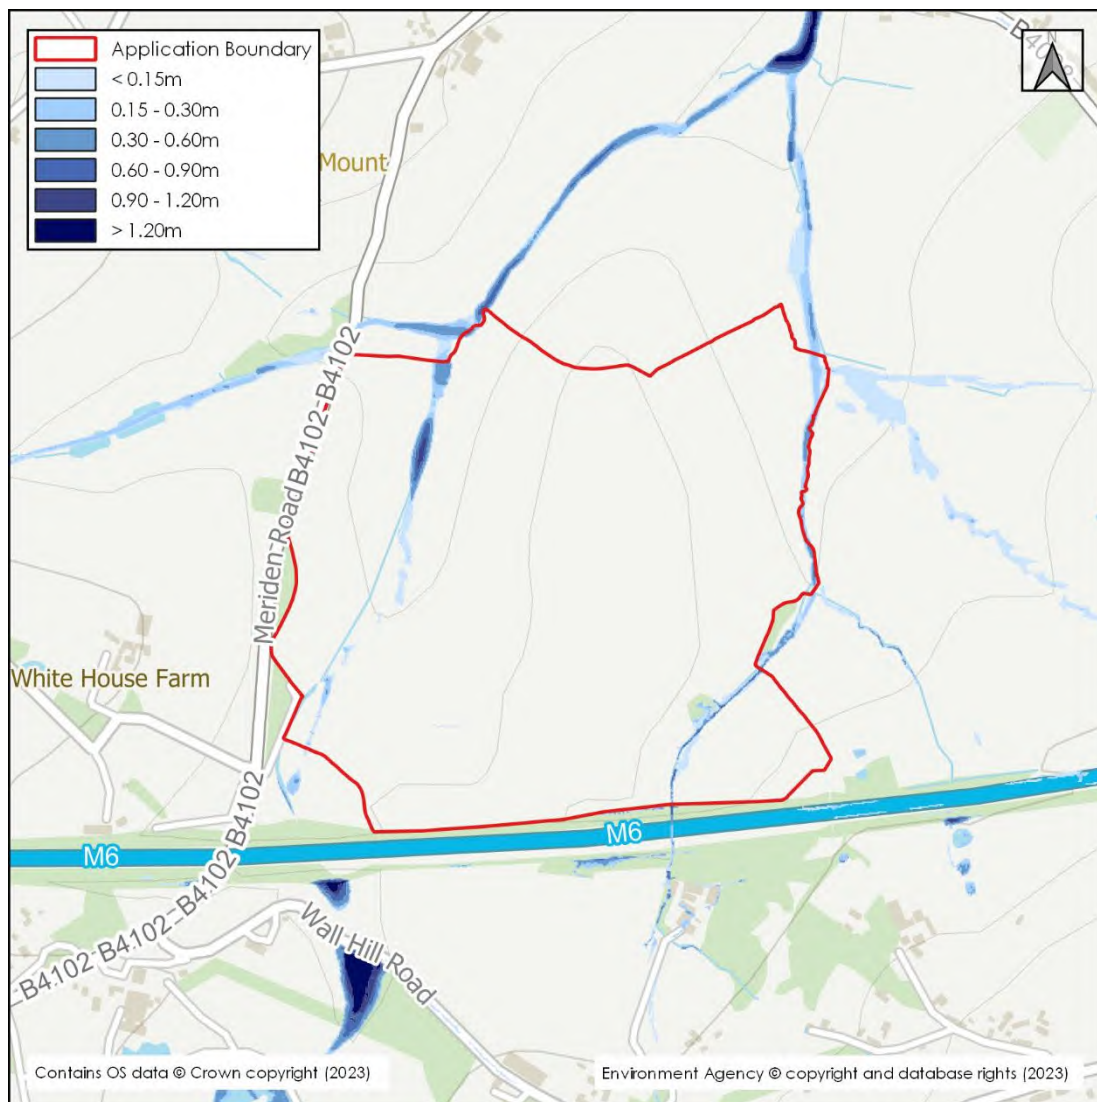 Application Boundary
< 0.15m
0.15 - 0.30m
0.30 - 0.60m
0.60 - 0.90m
0.90 - 1.20m
> 1.20m
N
Mount
Meriden Road B4102 B4102
White House Farm
M6
M6
B4102 B4102 B4102 B4102
Wall Hill Road
Contains OS data © Crown copyright (2023)
Environment Agency © copyright and database rights (2023)